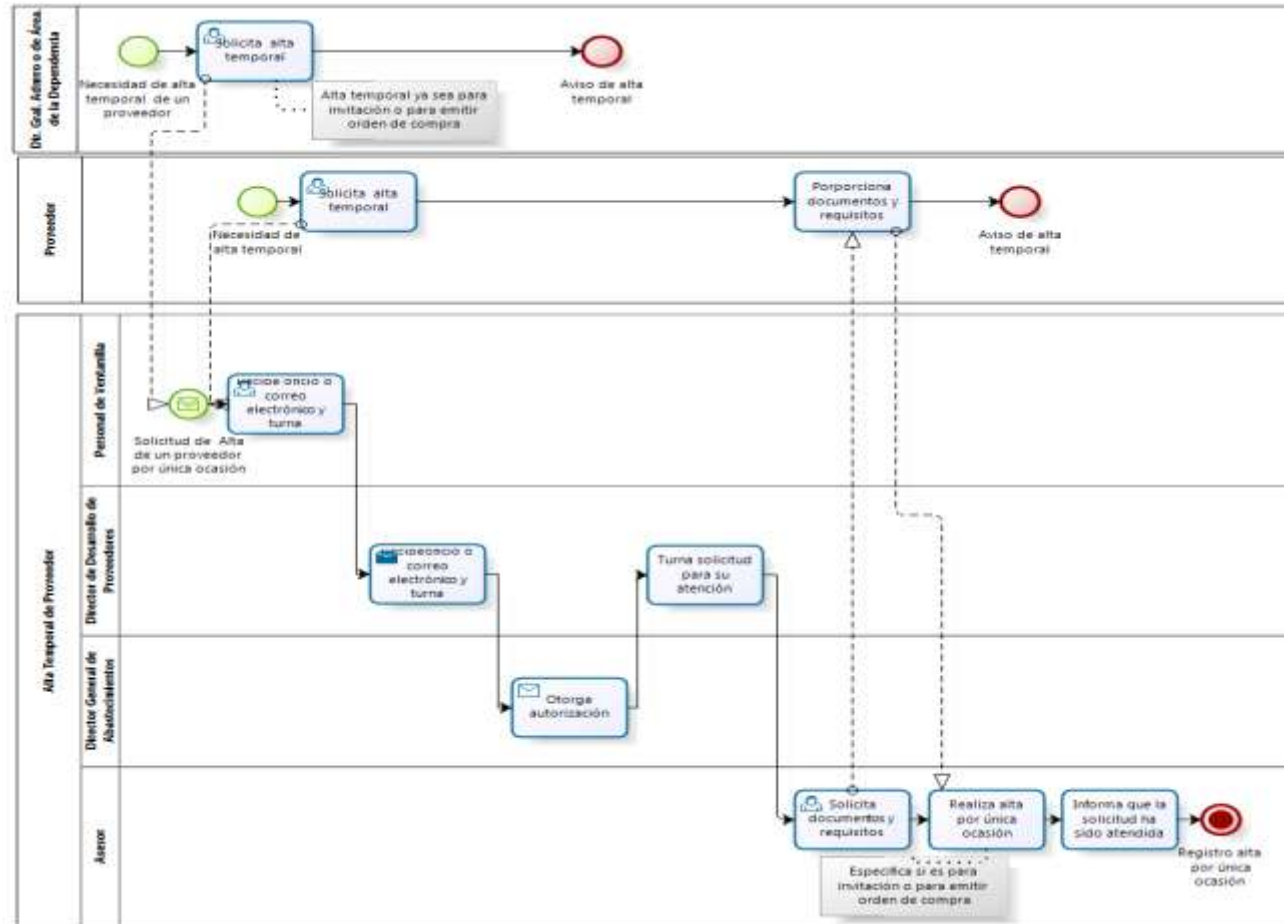 Dir. Gral. Admvo o de Área
de la Dependencia
Solicita alta
temporal
Necesidad de alta
temporal de un
proveedor
Alta temporal ya sea para
invitación o para emitir
orden de compra
Aviso de alta
temporal
Proveedor
Solicita alta
temporal
Necesidad de
alta temporal
Porporciona
documentos y
requisitos
Aviso de alta
temporal
Alta Temporal de Proveedor
Personal de Ventanilla
Solicitud de Alta
de un proveedor
por única ocasión
Recibe oficio o
correo
electrónico y
turna
Director de Desarrollo de
Proveedores
Recibe oficio o
correo
electrónico y
turna
Turna solicitud
para su
atención
Director General de
Abastecimientos
Otorga
autorización
Asesor
Solicita
documentos y
requisitos
Realiza alta
por única
ocasión
Informa que la
solicitud ha
sido atendida
Registro alta
por única
ocasión
Especifica si es para
invitación o para emitir
orden de compra